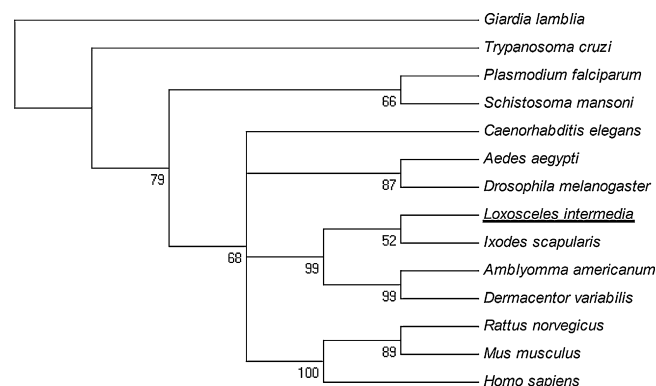 Giardia lamblia
Trypanosoma cruzi
Plasmodium falciparum
66
Schistosoma mansoni
Caenorhabditis elegans
79
Aedes aegypti
87
Drosophila melanogaster
Loxosceles intermedia
52
Ixodes scapularis
68
99
Amblyomma americanum
99
Dermacentor variabilis
Rattus norvegicus
89
Mus musculus
100
Homo sapiens